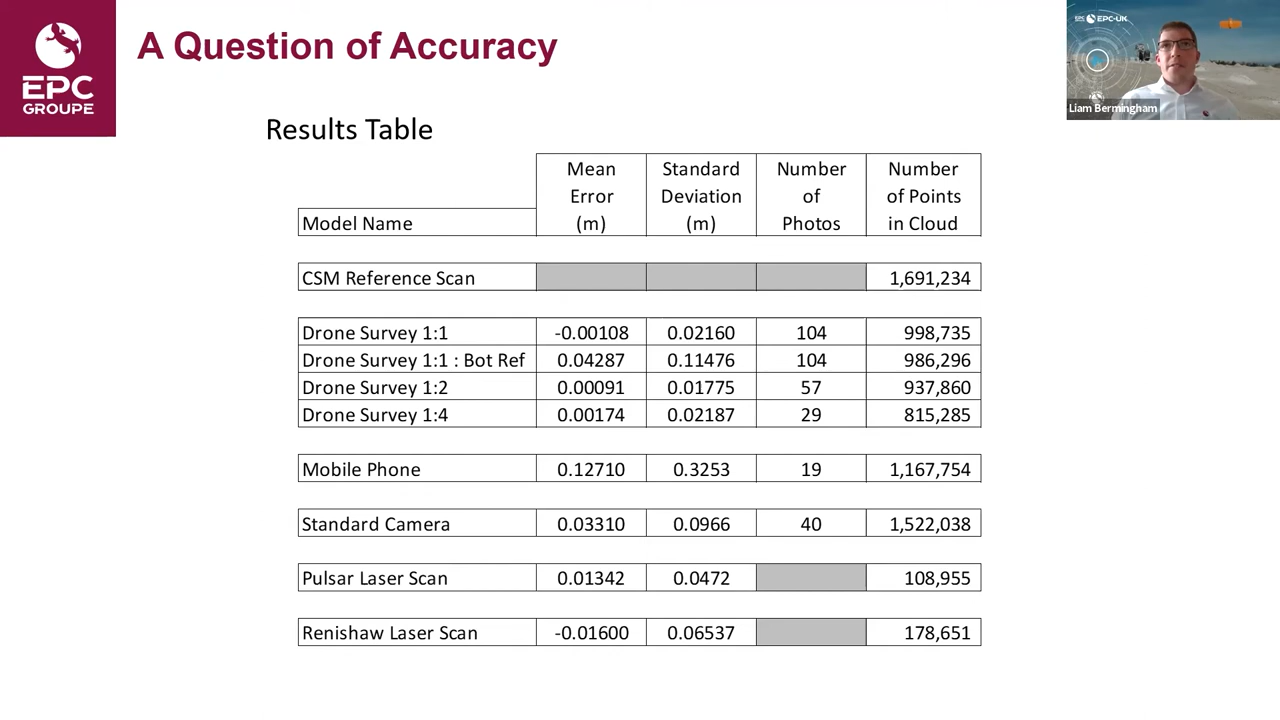 EPC
GROUPE
A Question of Accuracy
EPC-UK
Liam Bermingham
Results Table
Model Name Mean Error (m) Standard Deviation (m) Number of Photos Number of Points in Cloud
CSM Reference Scan 1,691,234
Drone Survey 1:1 -0.00108 0.02160 104 998,735
Drone Survey 1:1 : Bot Ref 0.04287 0.11476 104 986,296
Drone Survey 1:2 0.00091 0.01775 57 937,860
Drone Survey 1:4 0.00174 0.02187 29 815,285
Mobile Phone 0.12710 0.3253 19 1,167,754
Standard Camera 0.03310 0.0966 40 1,522,038
Pulsar Laser Scan 0.01342 0.0472 108,955
Renishaw Laser Scan -0.01600 0.06537 178,651